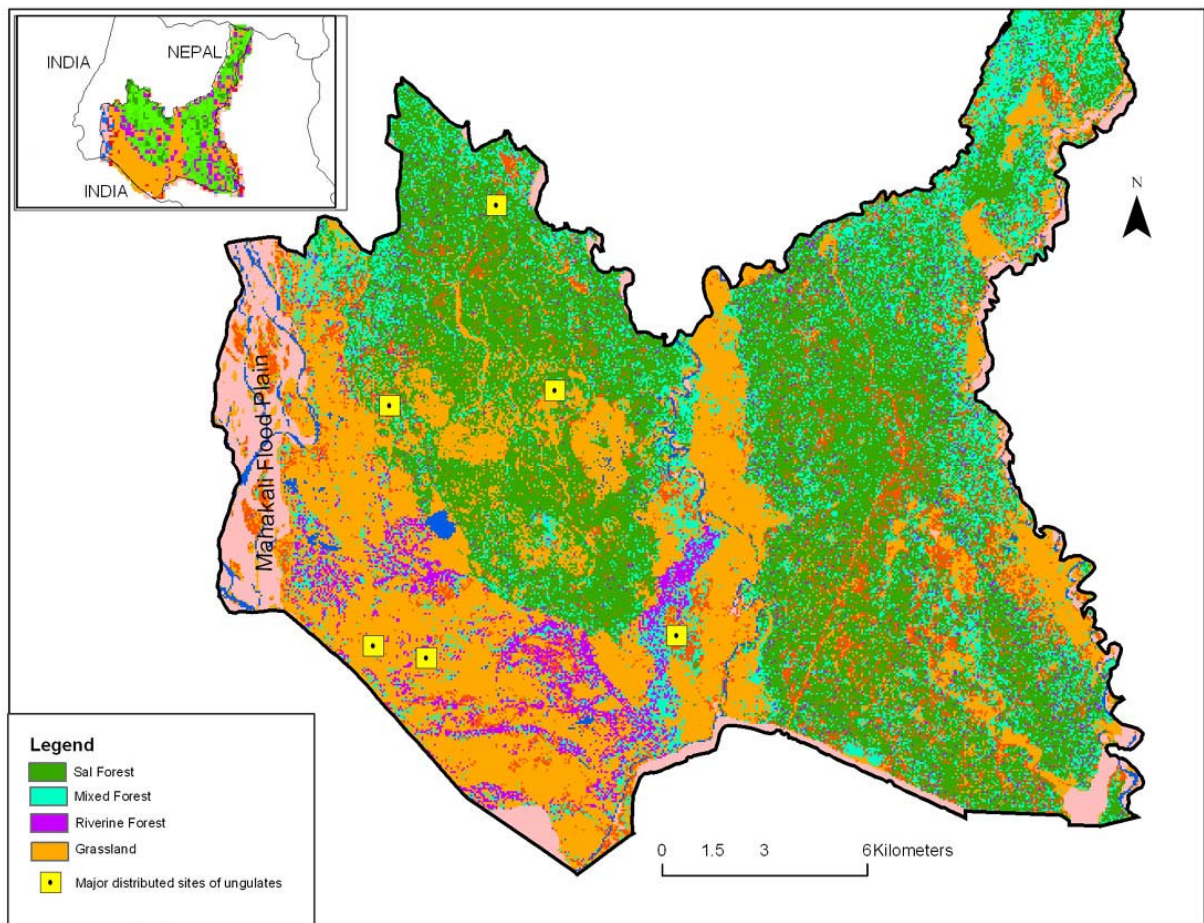 INDIA
NEPAL
INDIA
N
Mahakali Flood Plain
Legend
Sal Forest
Mixed Forest
Riverine Forest
Grassland
Major distributed sites of ungulates
0 1.5 3 6Kilometers